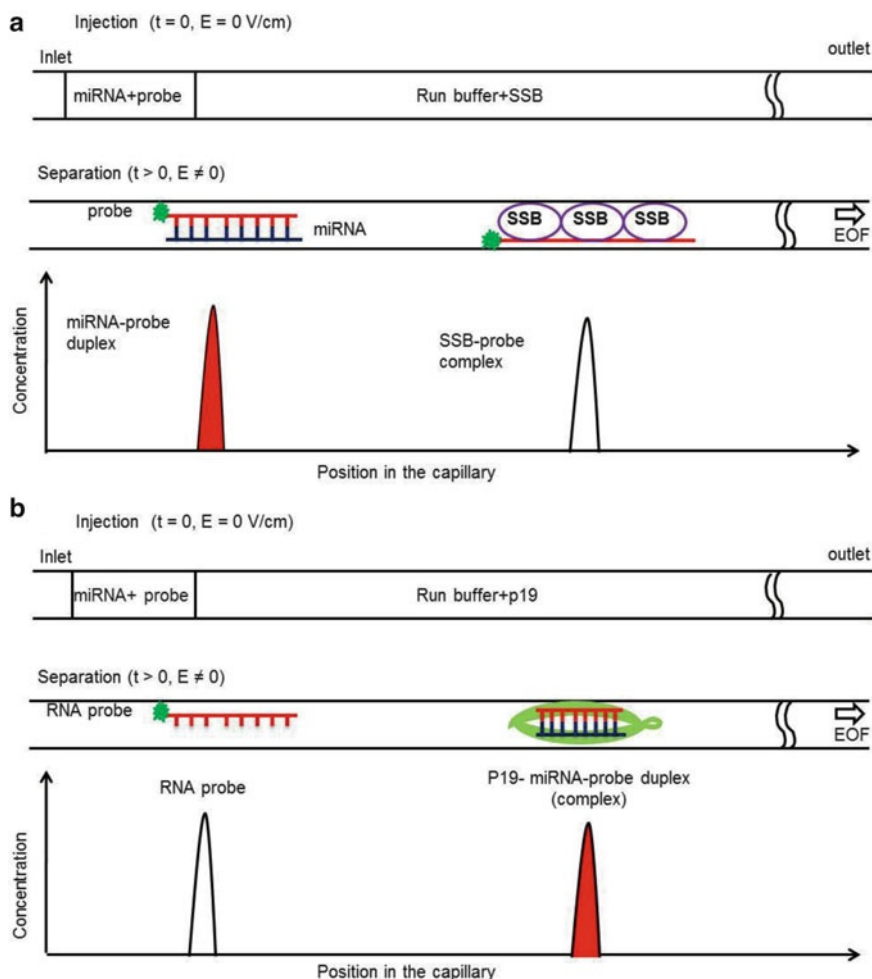 a
Injection (t = 0, E = 0 V/cm)
Inlet
outlet
miRNA+probe
Run buffer+SSB
Separation (t > 0, E ≠ 0)
probe
miRNA
SSB SSB SSB
EOF
miRNA-probe
duplex
SSB-probe
complex
Concentration
Position in the capillary
b
Injection (t = 0, E = 0 V/cm)
Inlet
outlet
miRNA+ probe
Run buffer+p19
Separation (t > 0, E ≠ 0)
RNA probe
EOF
RNA probe
P19- miRNA-probe duplex
(complex)
Concentration
Position in the capillary